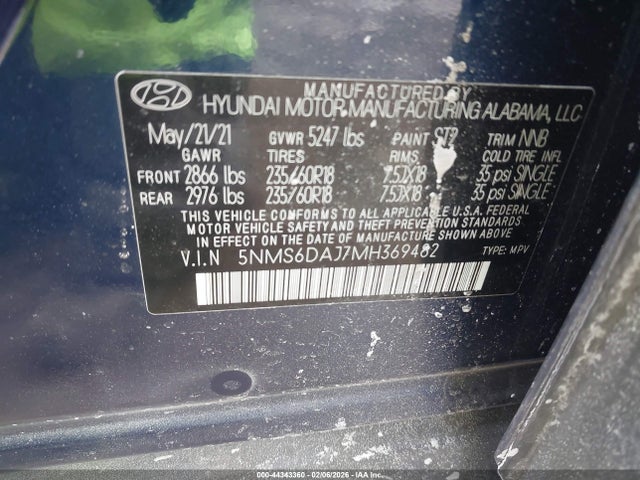 MANUFACTURED BY
HYUNDAI MOTOR MANUFACTURING ALABAMA, LLC
May/21/21 GVWR 5247 lbs PAINT TRIM NNB
GAWR TIRES RIMS COLD TIRE INFL
FRONT 2866 lbs 235/60R18 7.5JX18 35 psi SINGLE
REAR 2976 lbs 235/60R18 7.5JX18 35 psi SINGLE
THIS VEHICLE CONFORMS TO ALL APPLICABLE U.S.A. FEDERAL
MOTOR VEHICLE SAFETY AND BUMPER AND THEFT PREVENTION
STANDARDS IN EFFECT ON THE DATE OF MANUFACTURE SHOWN ABOVE.
V.I.N 5NMS6DAJ7MH369482 TYPE: MPV
000-44343360 02/06/2026 IAA Inc.